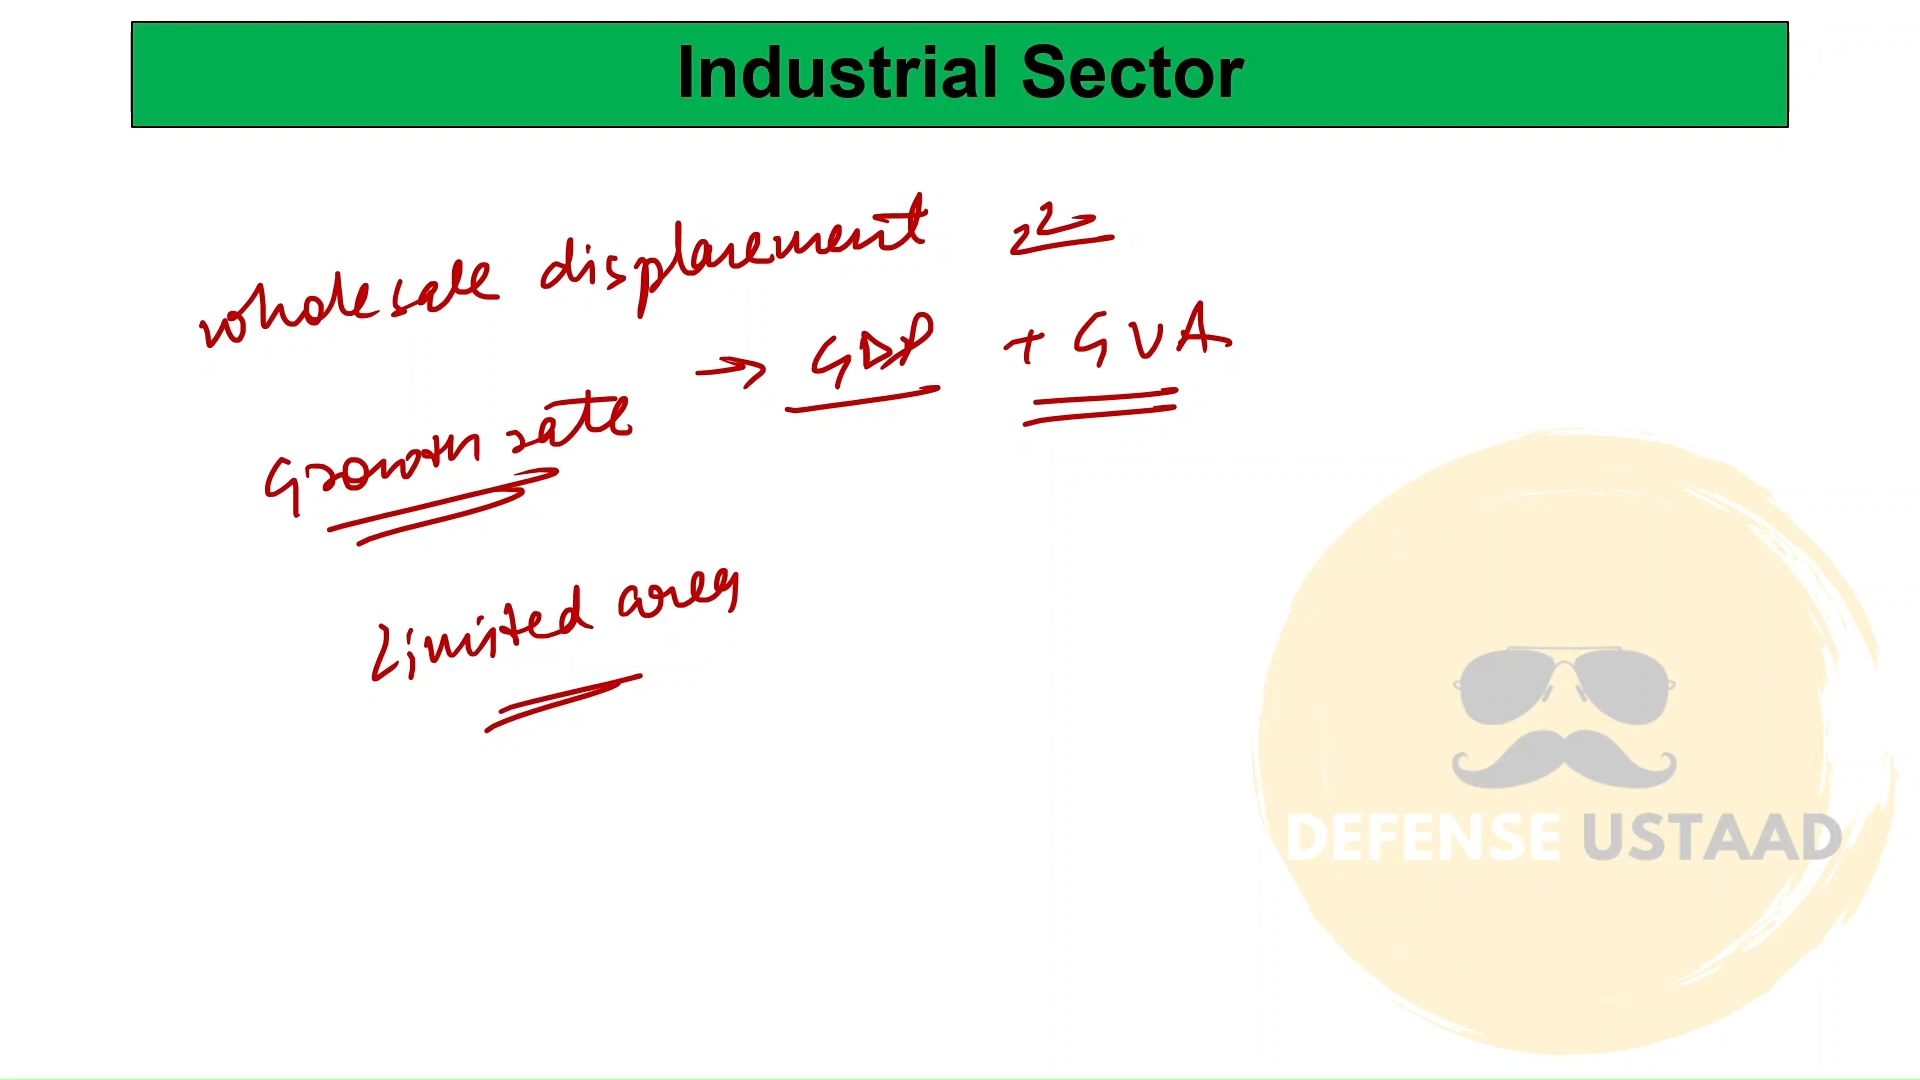 Industrial Sector
wholesale displacement
Growth rate → GDP + GVA
Limited area
DEFENSE USTAAD